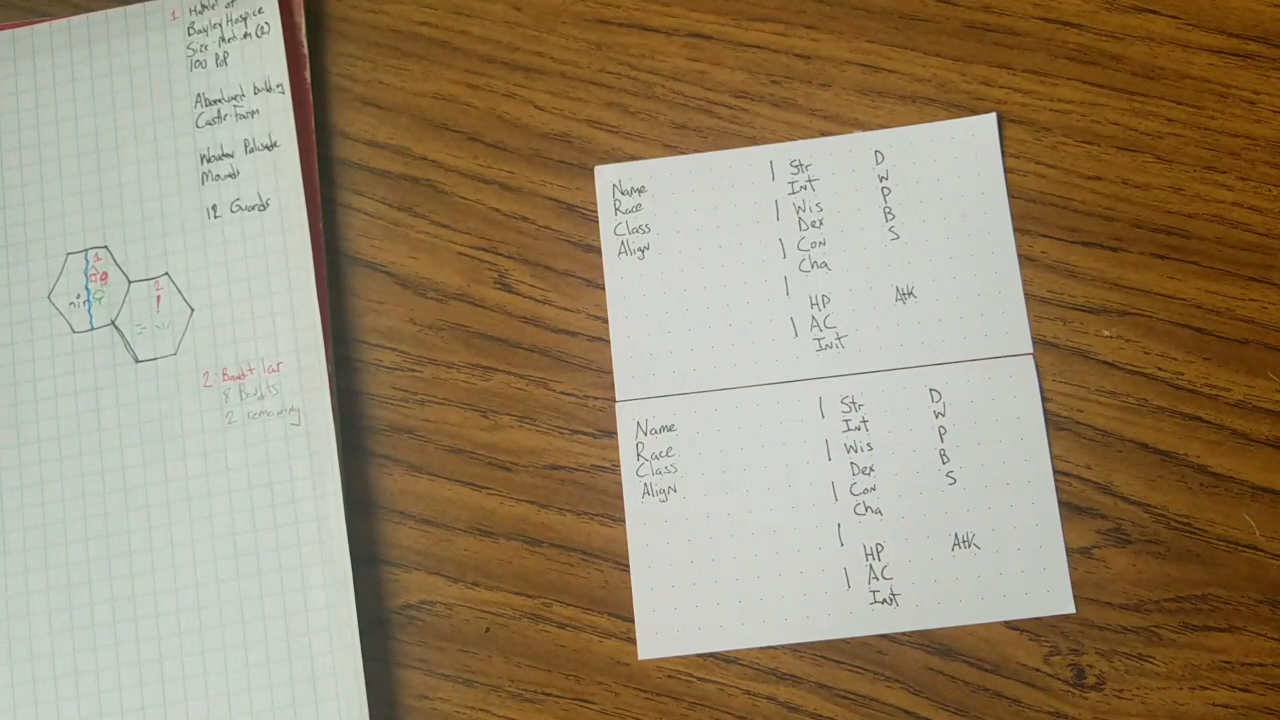 1 Hamlet of
Bayley Hospice
Size-Medium (2)
100 PoP
Abandoned building
Castle-Farm
Wooden Palisade
Mounds
12 Guards
1
2
!
2: Bandit lair
8 Bandits
2 remaining
Name
Race
Class
Align
Str
Int
Wis
Dex
Con
Cha
HP
AC
Init
D
W
P
B
S
Atk
Name
Race
Class
Align
Str
Int
Wis
Dex
Con
Cha
HP
AC
Init
D
W
P
B
S
Atk